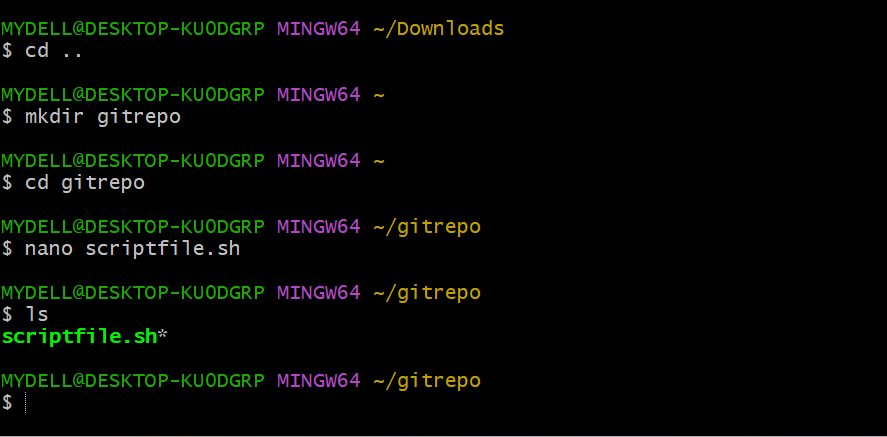 MYDELL@DESKTOP-KU0DGRP MINGW64 ~/Downloads
$ cd ..
MYDELL@DESKTOP-KU0DGRP MINGW64 ~
$ mkdir gitrepo
MYDELL@DESKTOP-KU0DGRP MINGW64 ~
$ cd gitrepo
MYDELL@DESKTOP-KU0DGRP MINGW64 ~/gitrepo
$ nano scriptfile.sh
MYDELL@DESKTOP-KU0DGRP MINGW64 ~/gitrepo
$ ls
scriptfile.sh*
MYDELL@DESKTOP-KU0DGRP MINGW64 ~/gitrepo
$